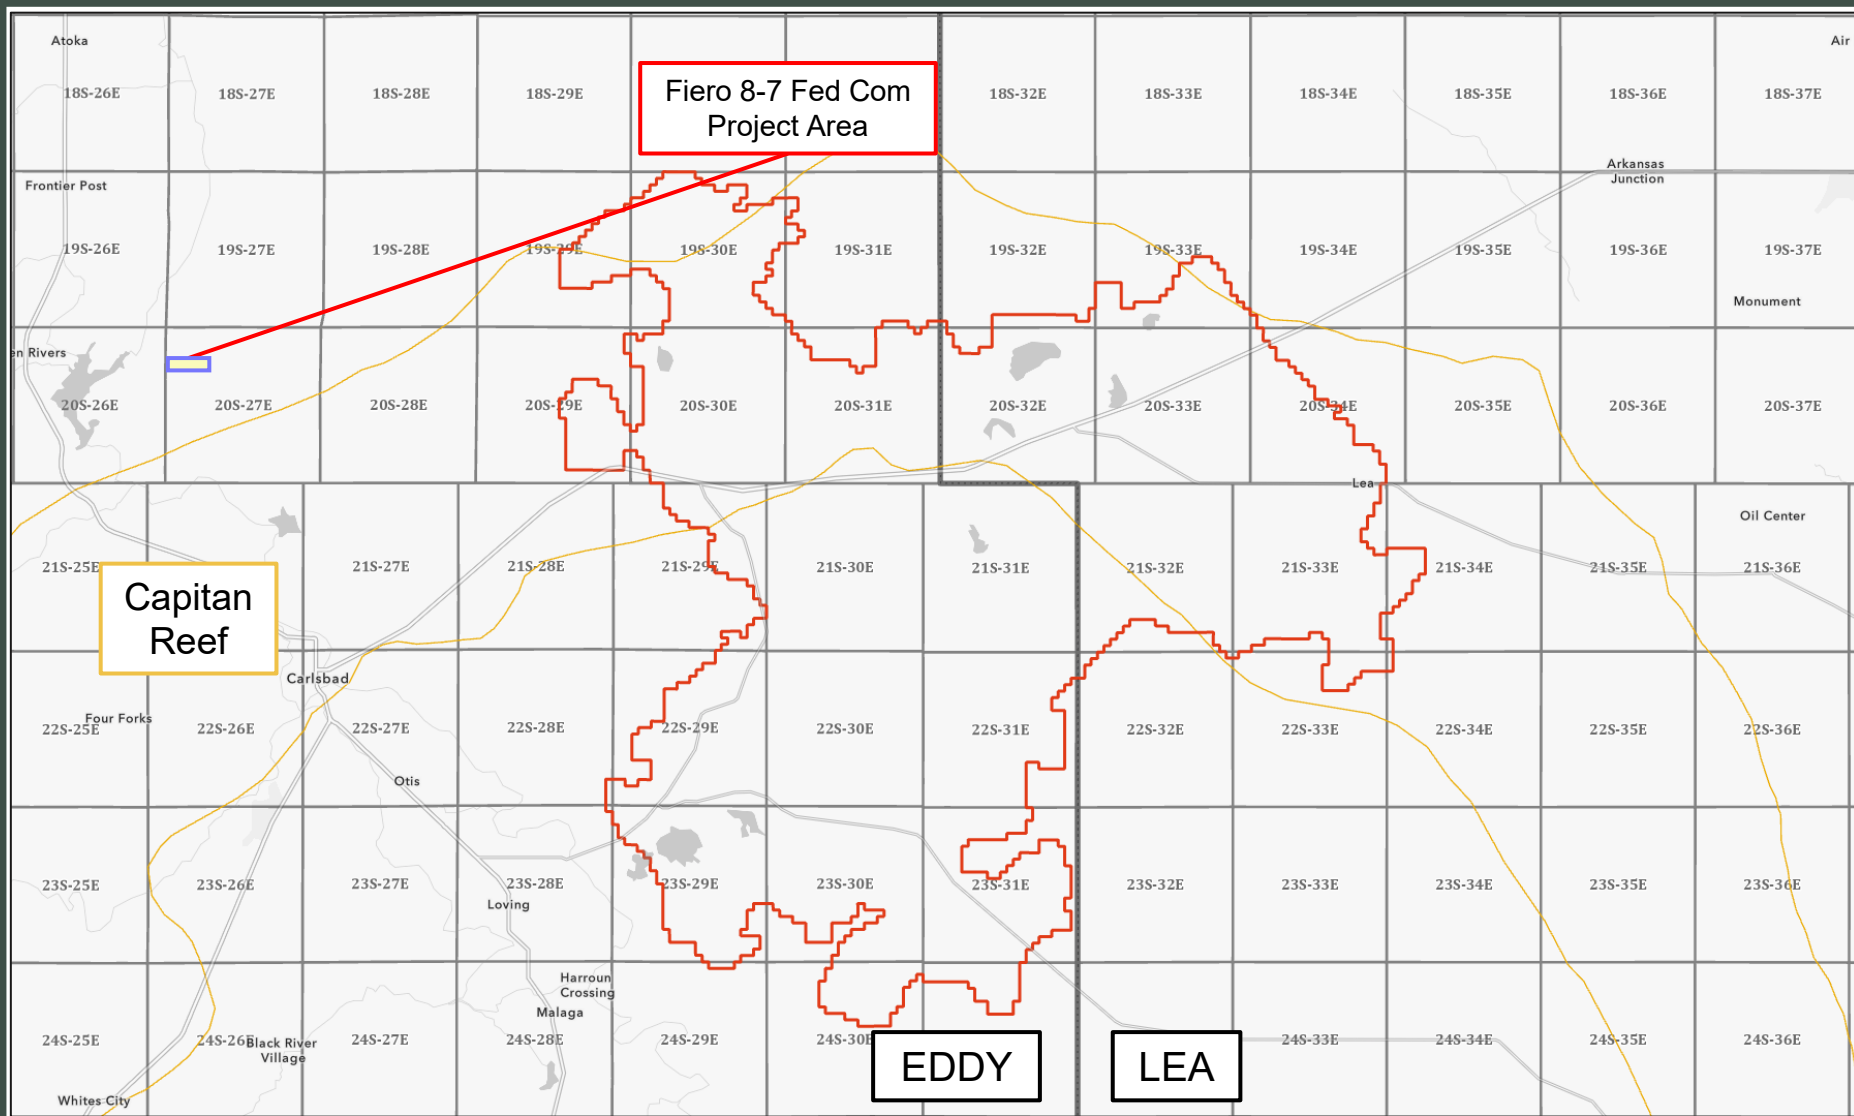 Atoka
Air
18S-26E
18S-27E
18S-28E
18S-29E
Fiero 8-7 Fed Com
Project Area
18S-32E
18S-33E
18S-34E
18S-35E
18S-36E
18S-37E
Frontier Post
Arkansas
Junction
19S-26E
19S-27E
19S-28E
19S-29E
19S-30E
19S-31E
19S-32E
19S-33E
19S-34E
19S-35E
19S-36E
19S-37E
Monument
en Rivers
20S-26E
20S-27E
20S-28E
20S-29E
20S-30E
20S-31E
20S-32E
20S-33E
20S-34E
20S-35E
20S-36E
20S-37E
Lea
Oil Center
21S-25E
21S-27E
21S-28E
21S-29E
21S-30E
21S-31E
21S-32E
21S-33E
21S-34E
21S-35E
21S-36E
Capitan
Reef
Carlsbad
Four Forks
22S-25E
22S-26E
22S-27E
22S-28E
22S-29E
22S-30E
22S-31E
22S-32E
22S-33E
22S-34E
22S-35E
22S-36E
Otis
23S-25E
23S-26E
23S-27E
23S-28E
23S-29E
23S-30E
23S-31E
23S-32E
23S-33E
23S-34E
23S-35E
23S-36E
Loving
Harroun
Crossing
Malaga
24S-25E
24S-26E
Black River
Village
24S-27E
24S-28E
24S-29E
24S-30E
EDDY
LEA
24S-33E
24S-34E
24S-35E
24S-36E
Whites City